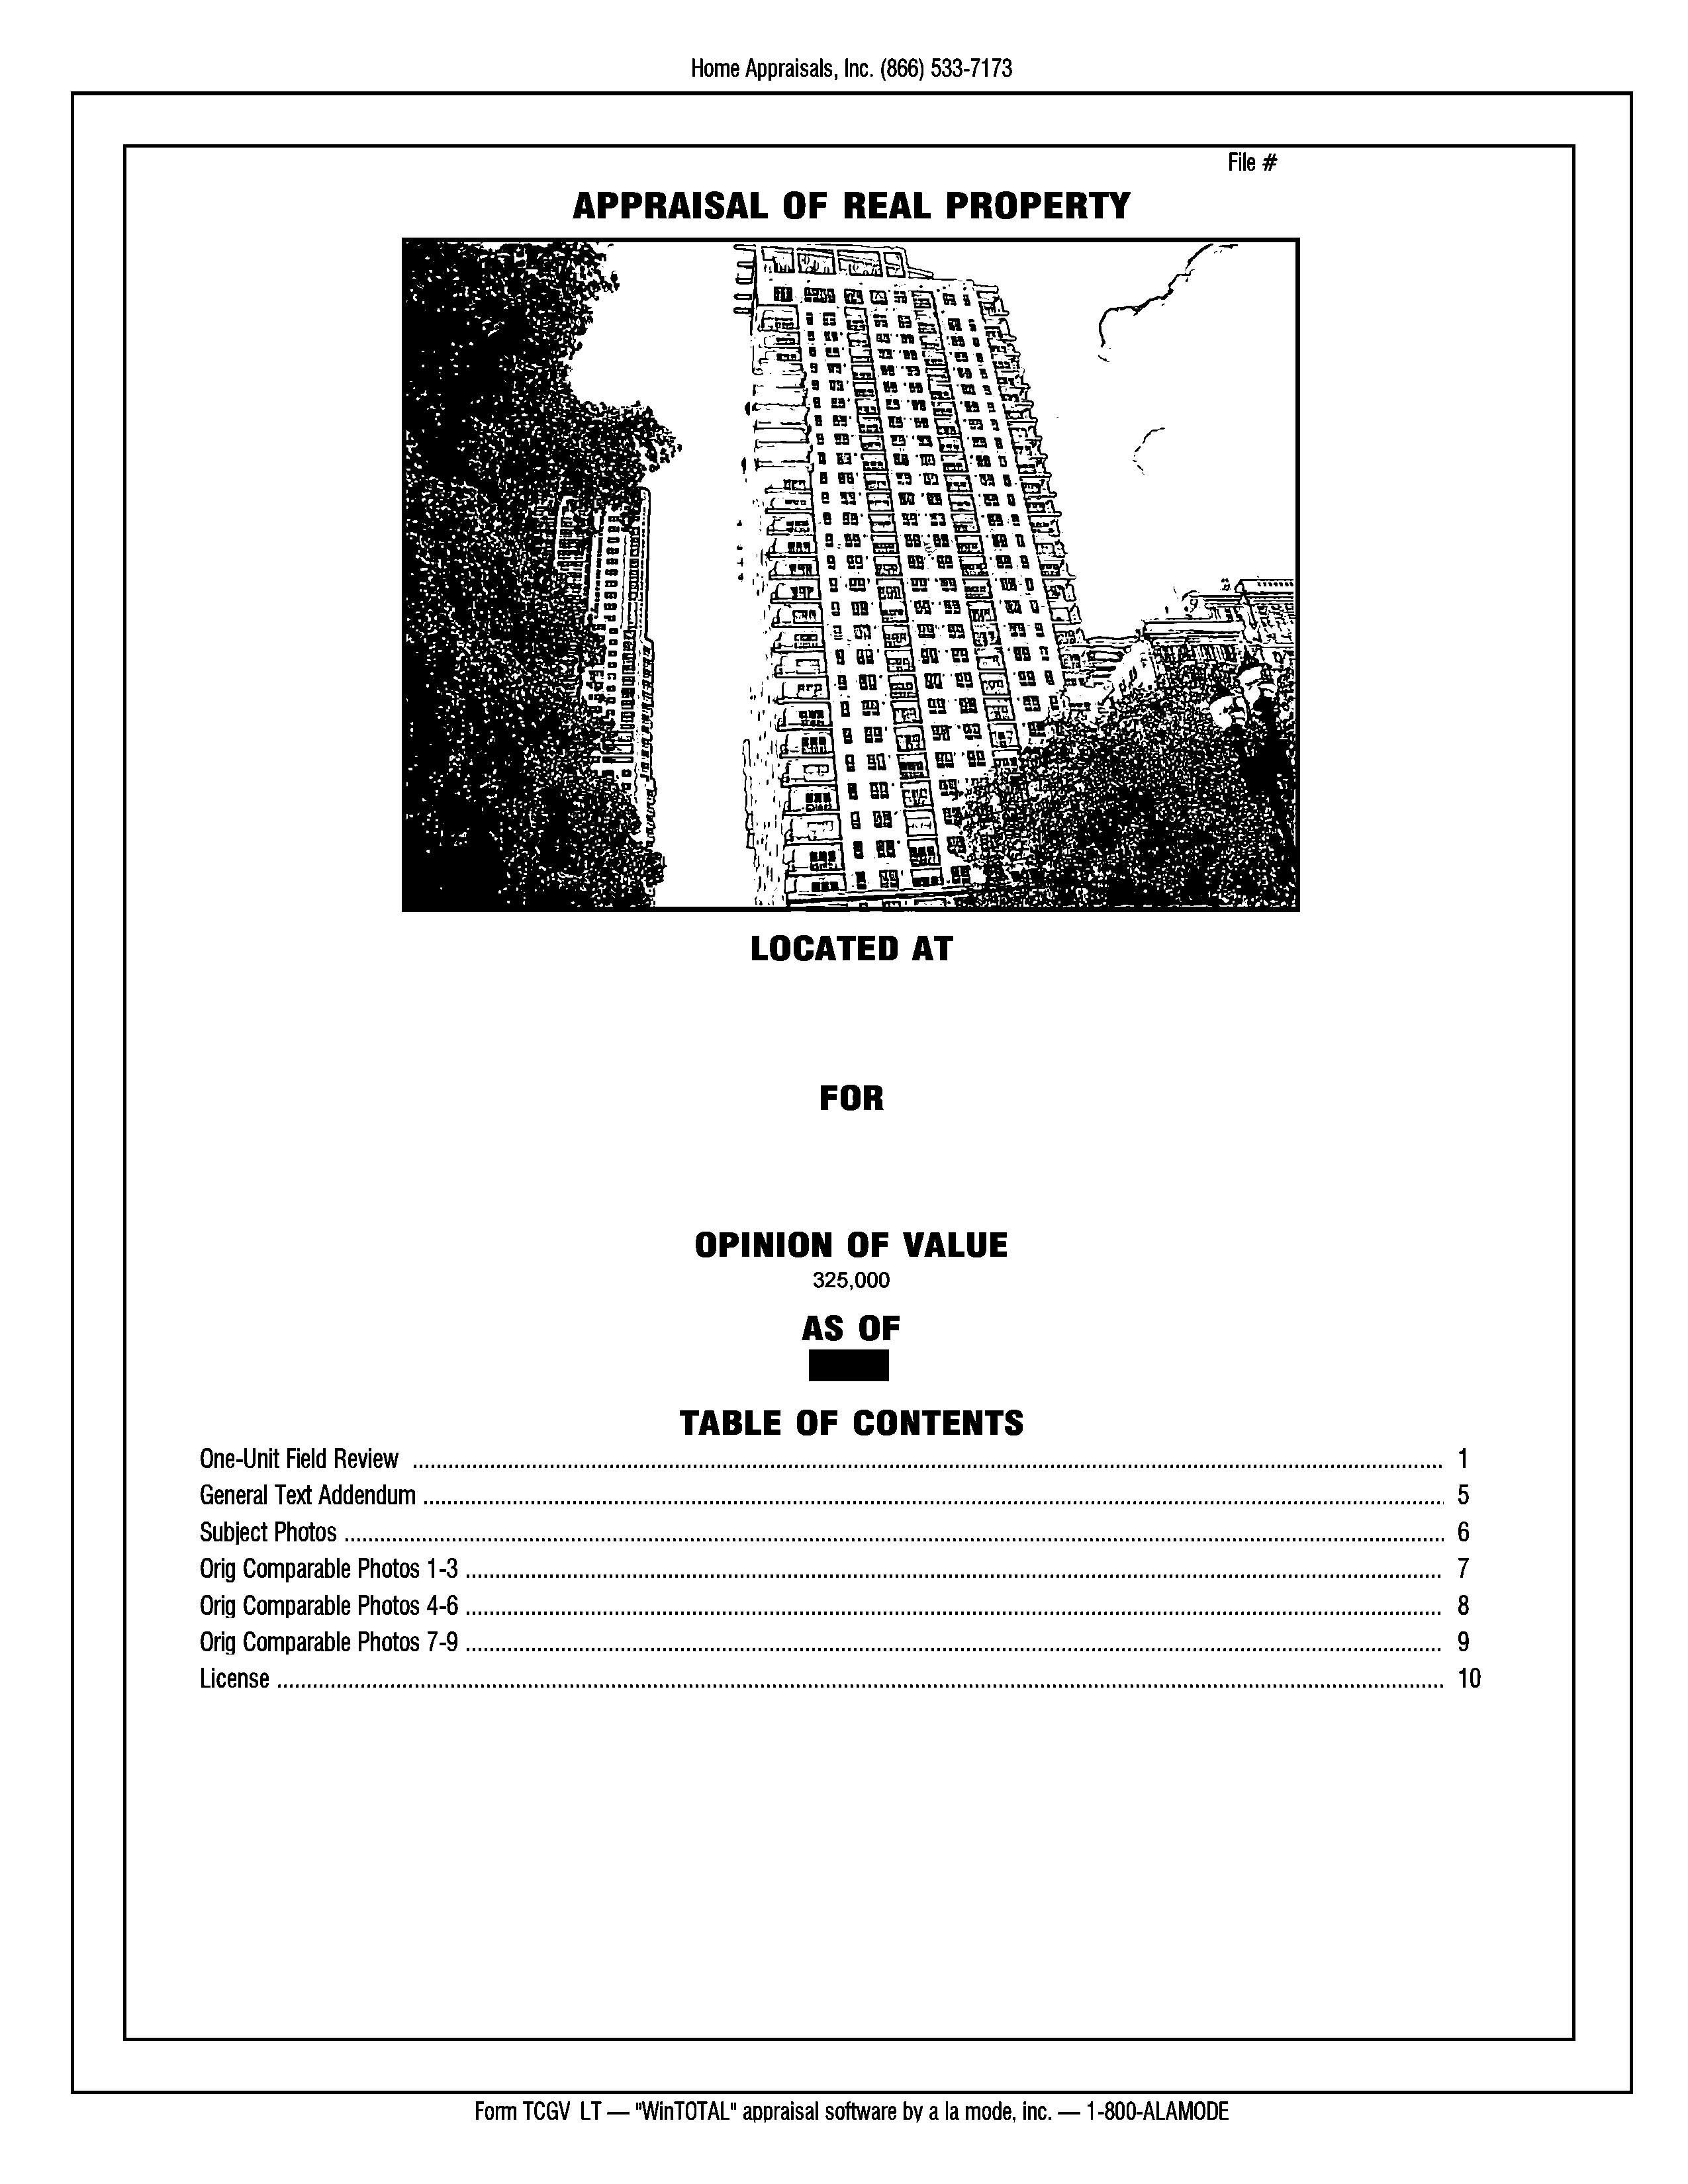 Home Appraisals, Inc. (866) 533-7173
File #
APPRAISAL OF REAL PROPERTY
LOCATED AT
FOR
OPINION OF VALUE
325,000
AS OF
TABLE OF CONTENTS
One-Unit Field Review 1
General Text Addendum 5
Subject Photos 6
Orig Comparable Photos 1-3 7
Orig Comparable Photos 4-6 8
Orig Comparable Photos 7-9 9
License 10
Form TCGV LT — "WinTOTAL" appraisal software by a la mode, inc. — 1-800-ALAMODE